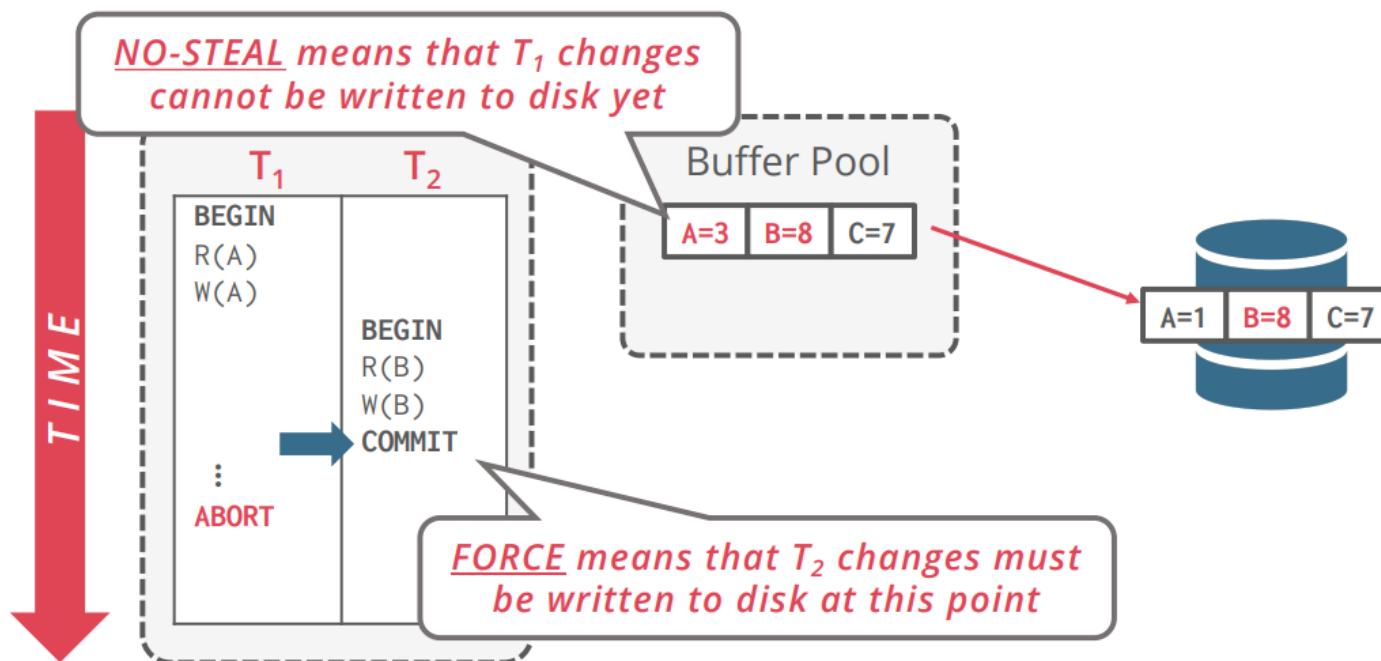 NO-STEAL means that T₁ changes
cannot be written to disk yet
TIME
T₁
T₂
BEGIN
R(A)
W(A)
BEGIN
R(B)
W(B)
COMMIT
⋮
ABORT
Buffer Pool
A=3 B=8 C=7
A=1 B=8 C=7
FORCE means that T₂ changes must
be written to disk at this point